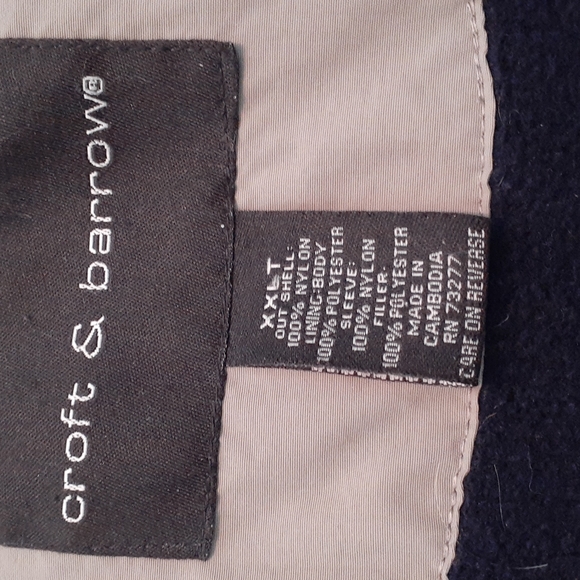 croft & barrow®
XXLT
OUT SHELL:
100% NYLON
LINING:BODY
100% POLYESTER
SLEEVE:
100% NYLON
FILLER:
100% POLYESTER
MADE IN
CAMBODIA
RN 73277
CARE ON REVERSE